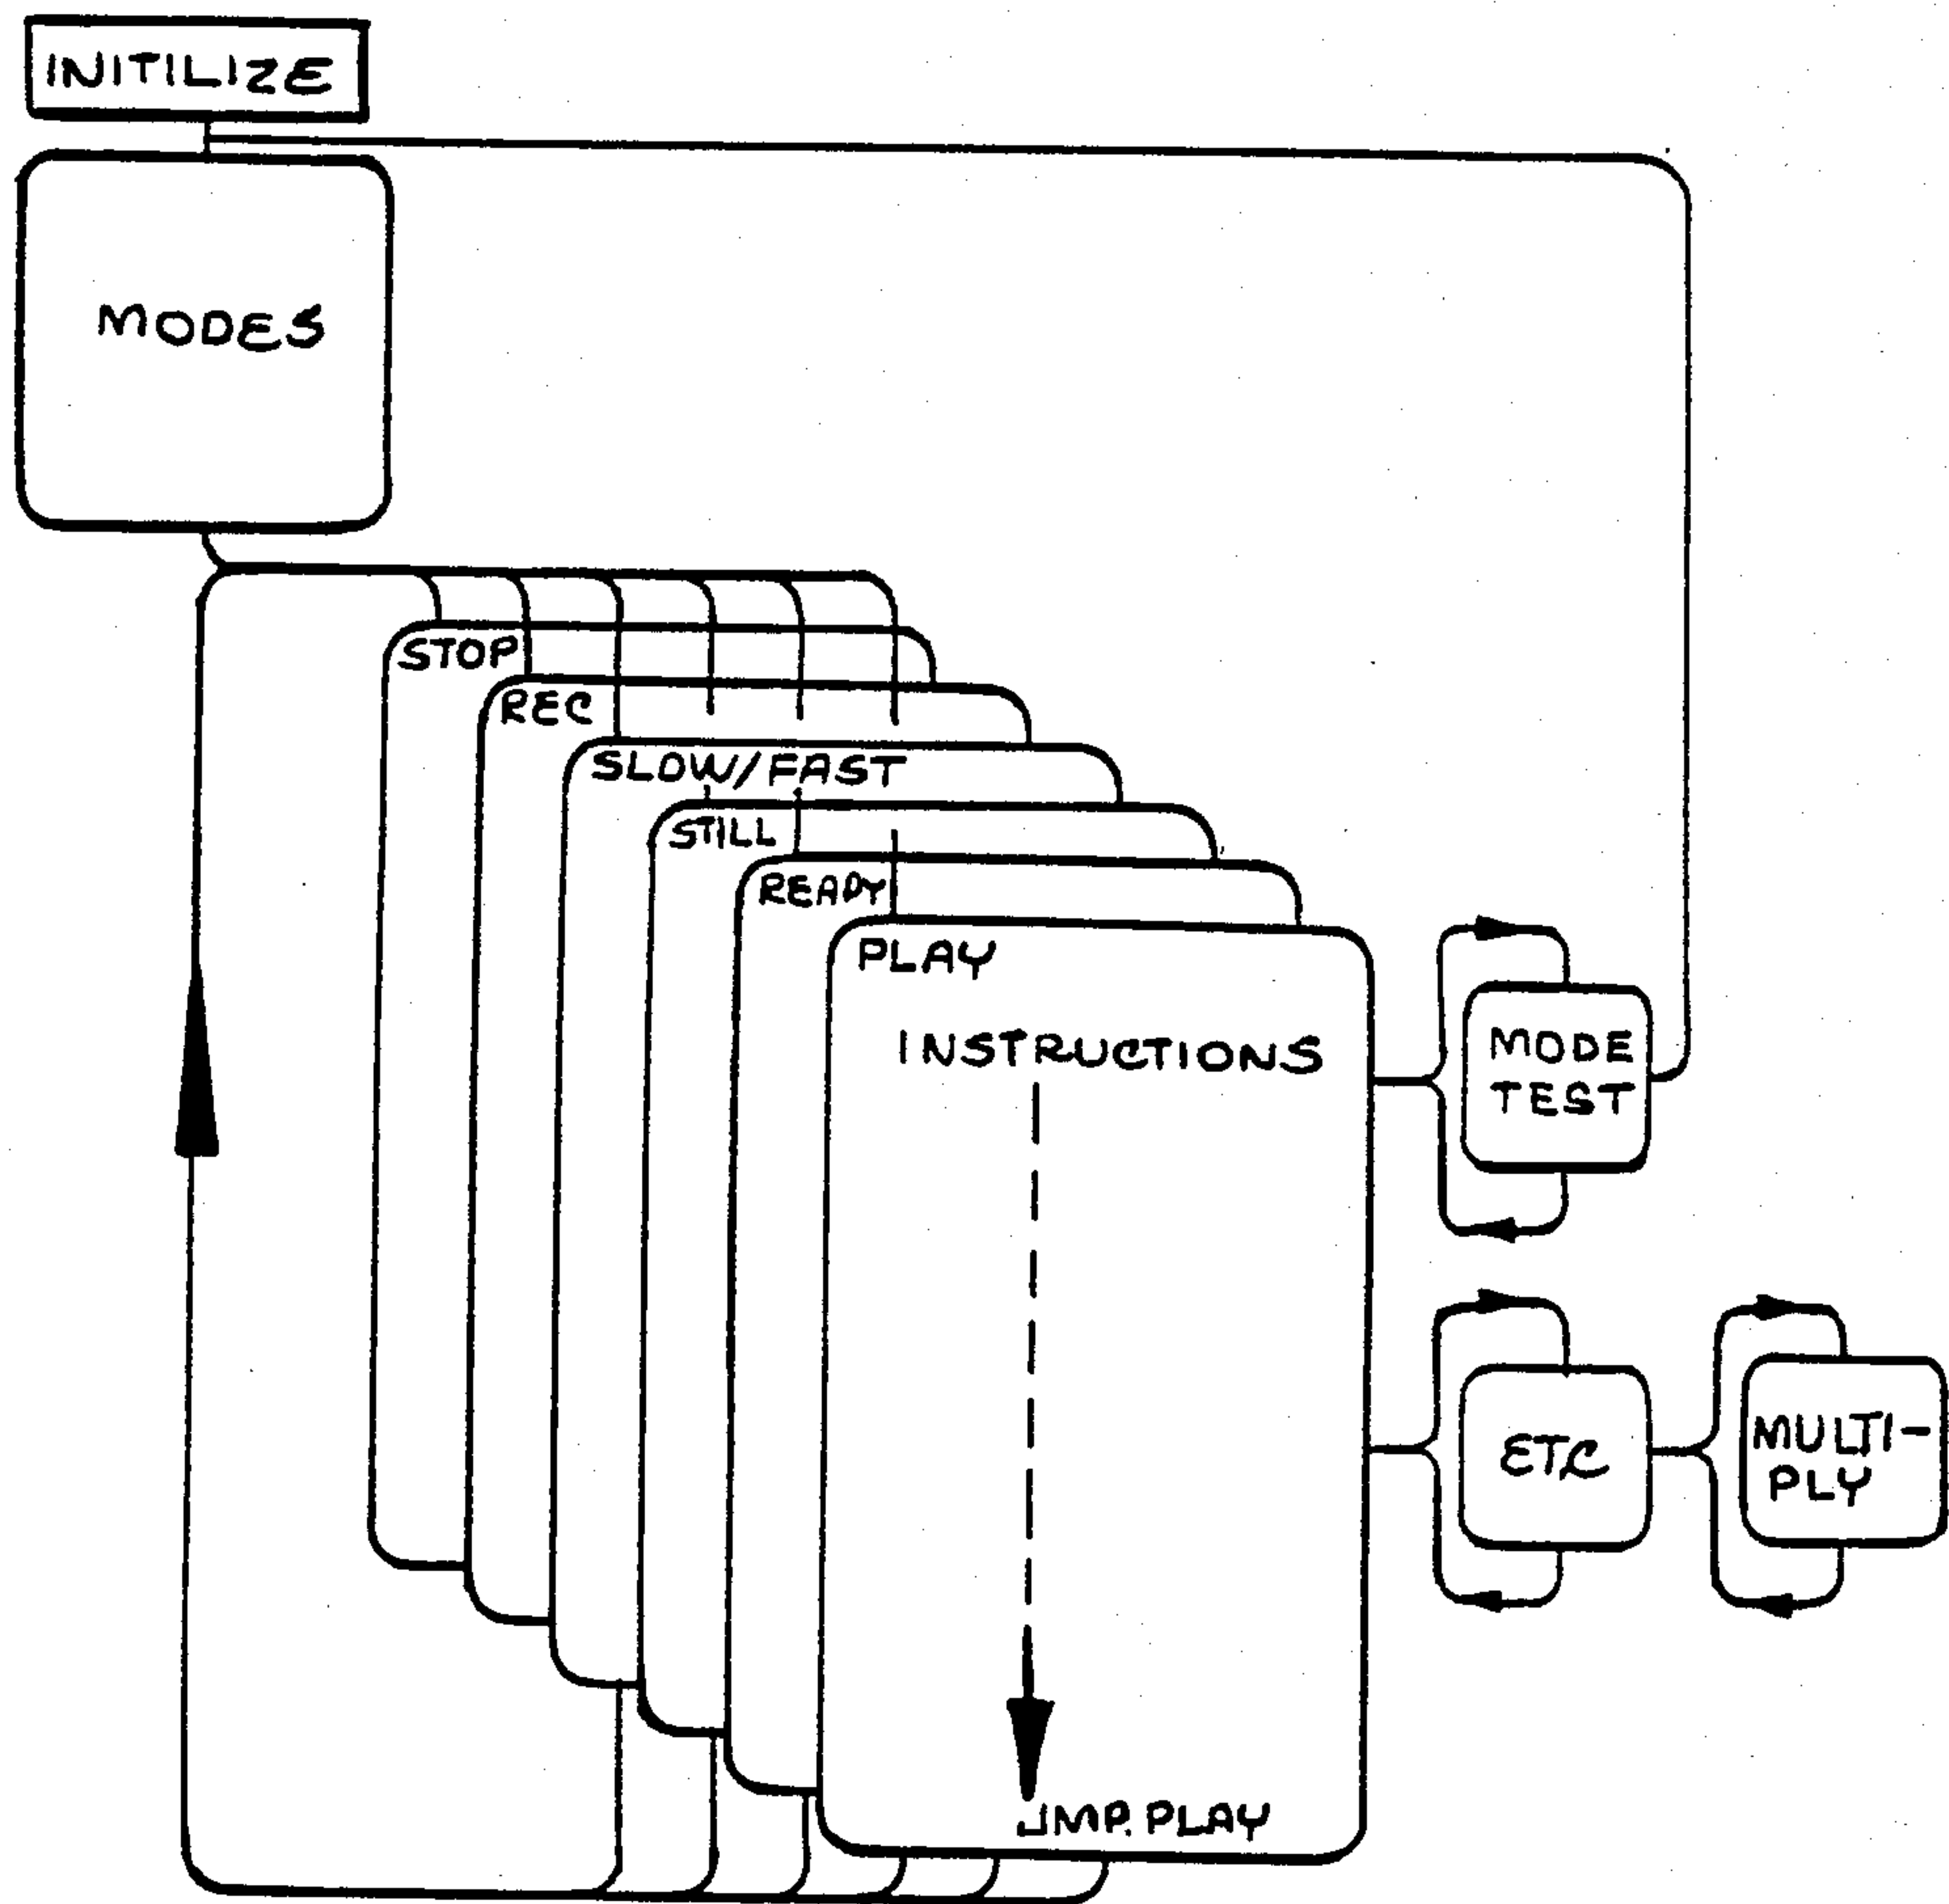 INITILIZE
MODES
STOP
REC
SLOW/FAST
STILL
READY
PLAY
INSTRUCTIONS
JMP. PLAY
MODE
TEST
ETC
MULTI-
PLY